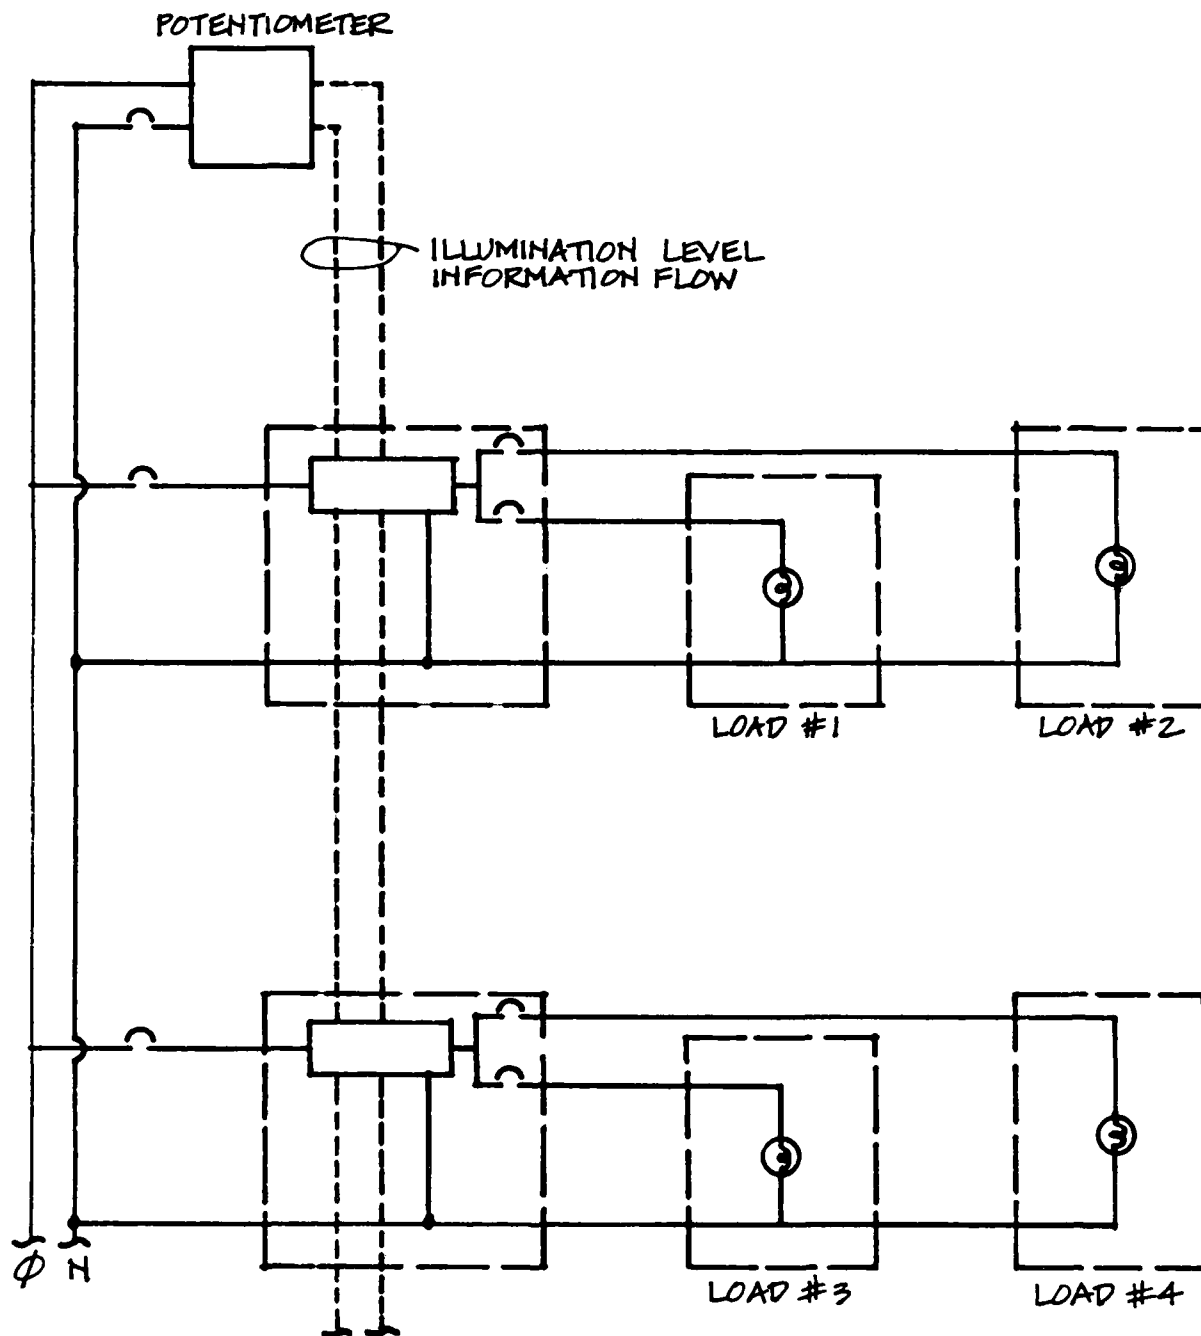 POTENTIOMETER
ILLUMINATION LEVEL
INFORMATION FLOW
LOAD #1
LOAD #2
Ø N
LOAD #3
LOAD #4